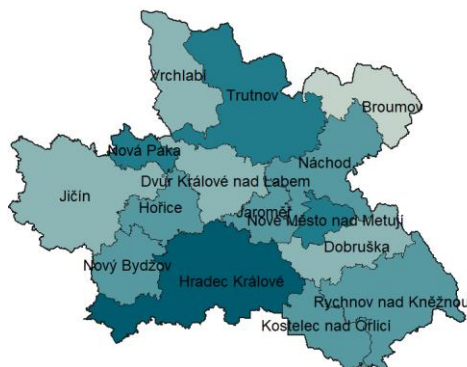 Vrchlabí
Trutnov
Broumov
Nová Paka
Náchod
Jičín
Dvůr Králové nad Labem
Hořice
Jaroměř
Nové Město nad Metují
Dobruška
Nový Bydžov
Hradec Králové
Rychnov nad Kněžnou
Kostelec nad Orlicí